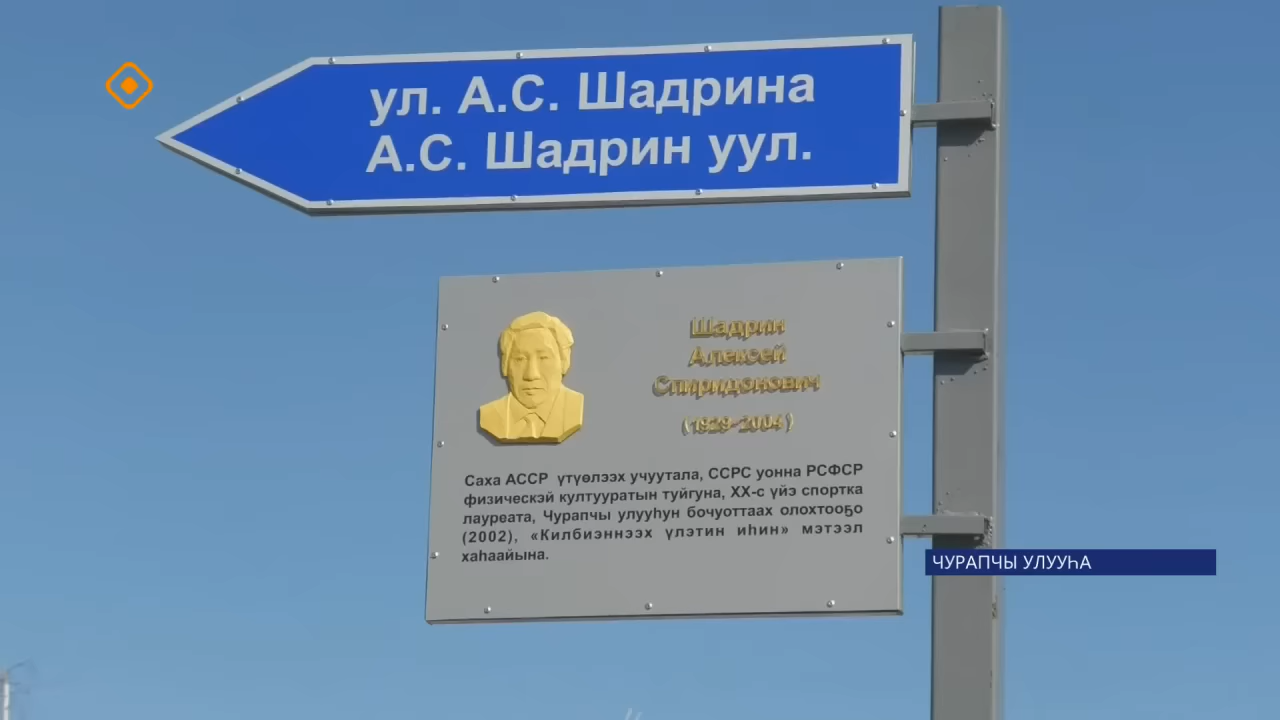 ул. А.С. Шадрина
А.С. Шадрин уул.
Шадрин
Алексей
Спиридонович
(1929-2004)
Саха АССР үтүөлээх учуутала, ССРС уонна РСФСР
физическэй култууратын туйгуна, ХХ-с үйэ спортка
лауреата, Чурапчы улууһун бочуоттаах олохтооҕо
(2002), «Килбиэннээх үлэтин иһин» мэтээл
хаһаайына.
ЧУРАПЧЫ УЛУУҺА